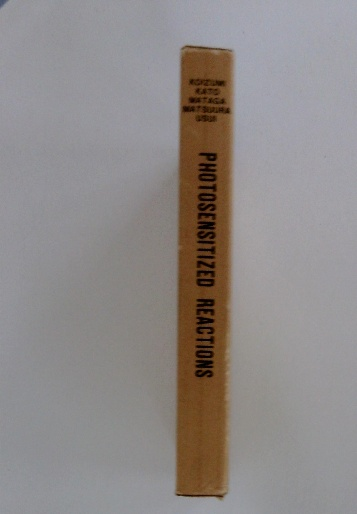 KOIZUMI
KATO
MATAGA
MATSUURA
USUI
PHOTOSENSITIZED REACTIONS